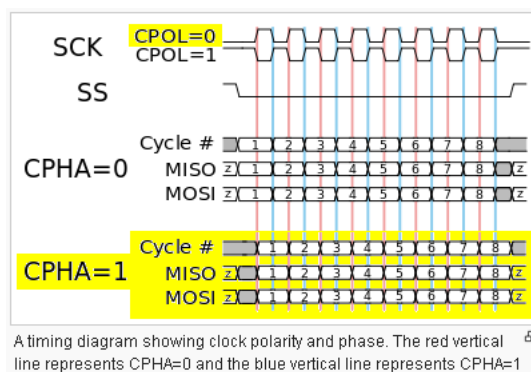 SCK CPOL=0
CPOL=1
SS
CPHA=0
Cycle # 1 2 3 4 5 6 7 8
MISO z 1 2 3 4 5 6 7 8 z
MOSI z 1 2 3 4 5 6 7 8 z
CPHA=1
Cycle # 1 2 3 4 5 6 7 8
MISO z 1 2 3 4 5 6 7 8 z
MOSI z 1 2 3 4 5 6 7 8 z
A timing diagram showing clock polarity and phase. The red vertical
line represents CPHA=0 and the blue vertical line represents CPHA=1